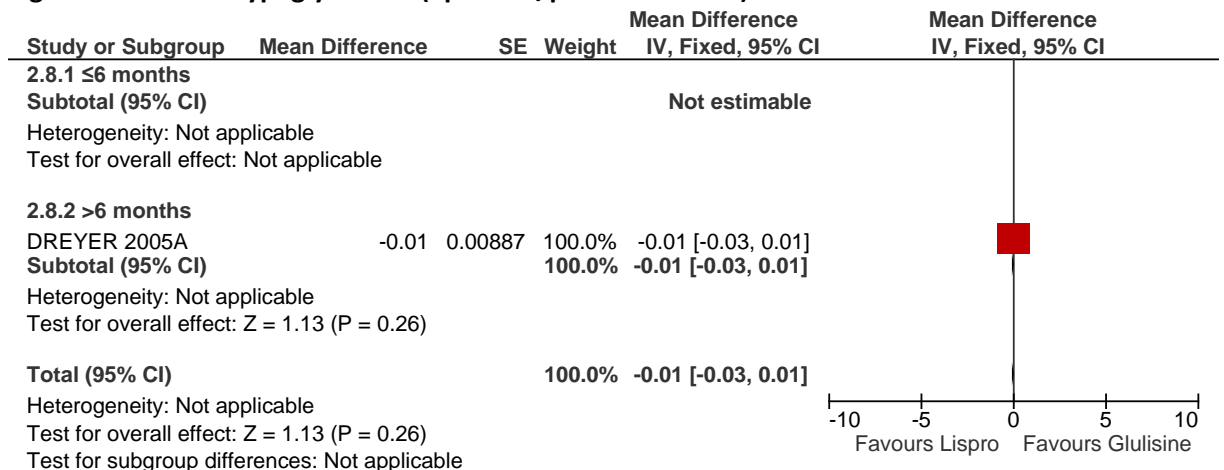 Mean Difference Mean Difference
Study or Subgroup Mean Difference SE Weight IV, Fixed, 95% CI IV, Fixed, 95% CI
2.8.1 ≤6 months
Subtotal (95% CI) Not estimable
Heterogeneity: Not applicable
Test for overall effect: Not applicable
2.8.2 >6 months
DREYER 2005A -0.01 0.00887 100.0% -0.01 [-0.03, 0.01]
Subtotal (95% CI) 100.0% -0.01 [-0.03, 0.01]
Heterogeneity: Not applicable
Test for overall effect: Z = 1.13 (P = 0.26)
Total (95% CI) 100.0% -0.01 [-0.03, 0.01]
Heterogeneity: Not applicable
Test for overall effect: Z = 1.13 (P = 0.26)
Test for subgroup differences: Not applicable
-10 -5 0 5 10
Favours Lispro Favours Glulisine